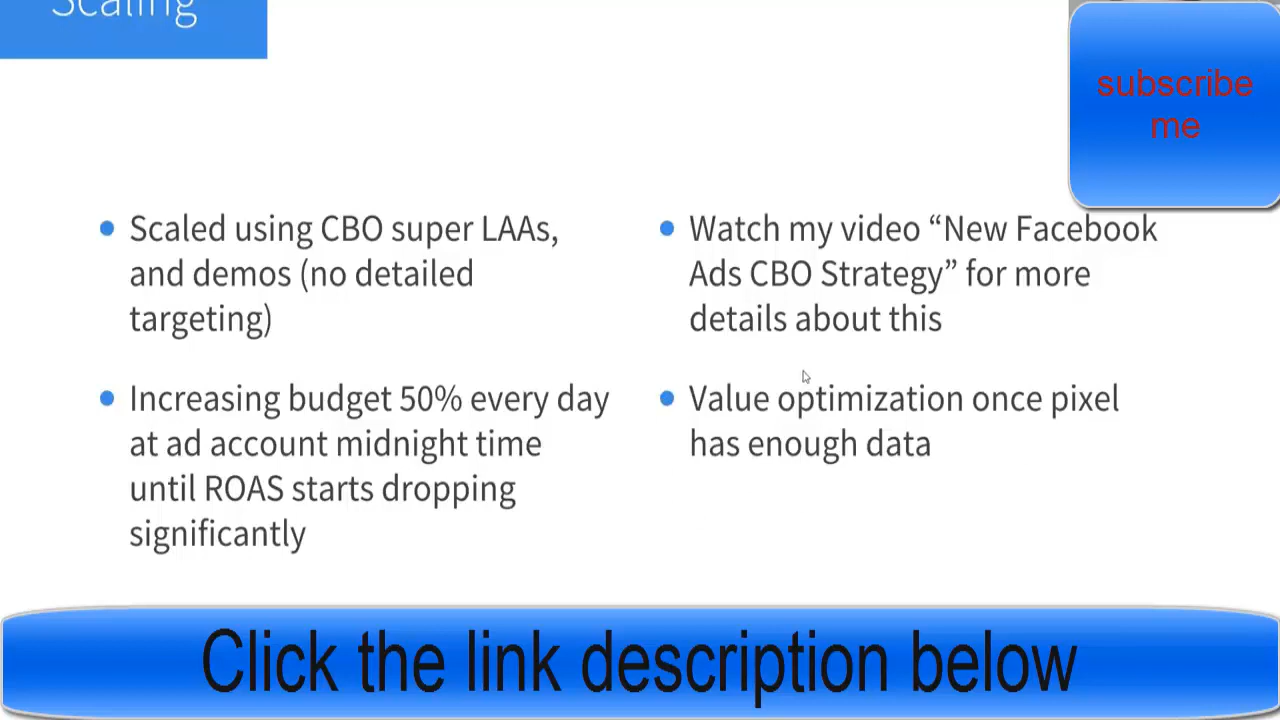 Scaling
subscribe
me
Scaled using CBO super LAAs,
and demos (no detailed
targeting)
Increasing budget 50% every day
at ad account midnight time
until ROAS starts dropping
significantly
Watch my video “New Facebook
Ads CBO Strategy” for more
details about this
Value optimization once pixel
has enough data
Click the link description below